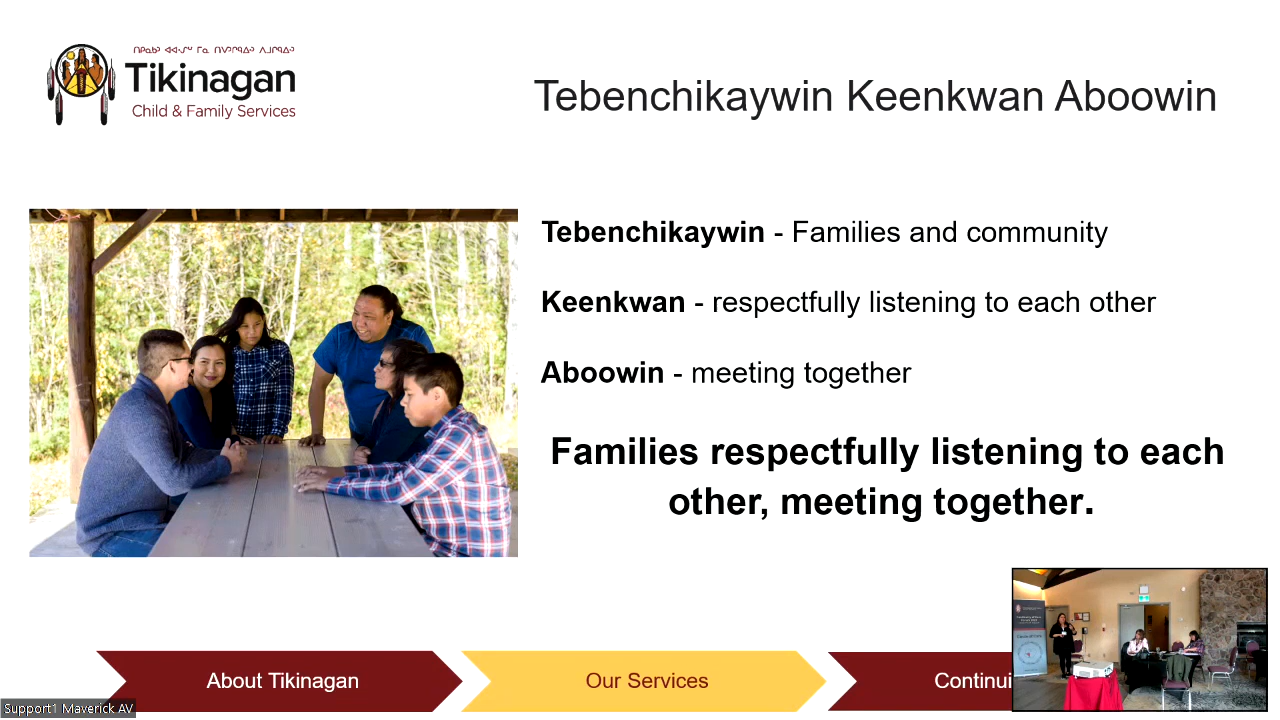 Tikinagan
Child & Family Services
Tebenchikaywin Keenkwan Aboowin
Tebenchikaywin - Families and community
Keenkwan - respectfully listening to each other
Aboowin - meeting together
Families respectfully listening to each
other, meeting together.
About Tikinagan
Our Services
Continui
Support1 Maverick AV